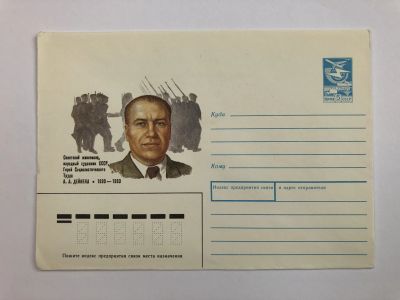 Советский живописец,
народный художник СССР,
Герой Социалистического
Труда
А. А. ДЕЙНЕКА • 1899—1969
ПОЧТА СССР
Куда
Кому
Индекс предприятия связи и адрес отправителя
Пишите индекс предприятия связи места назначения